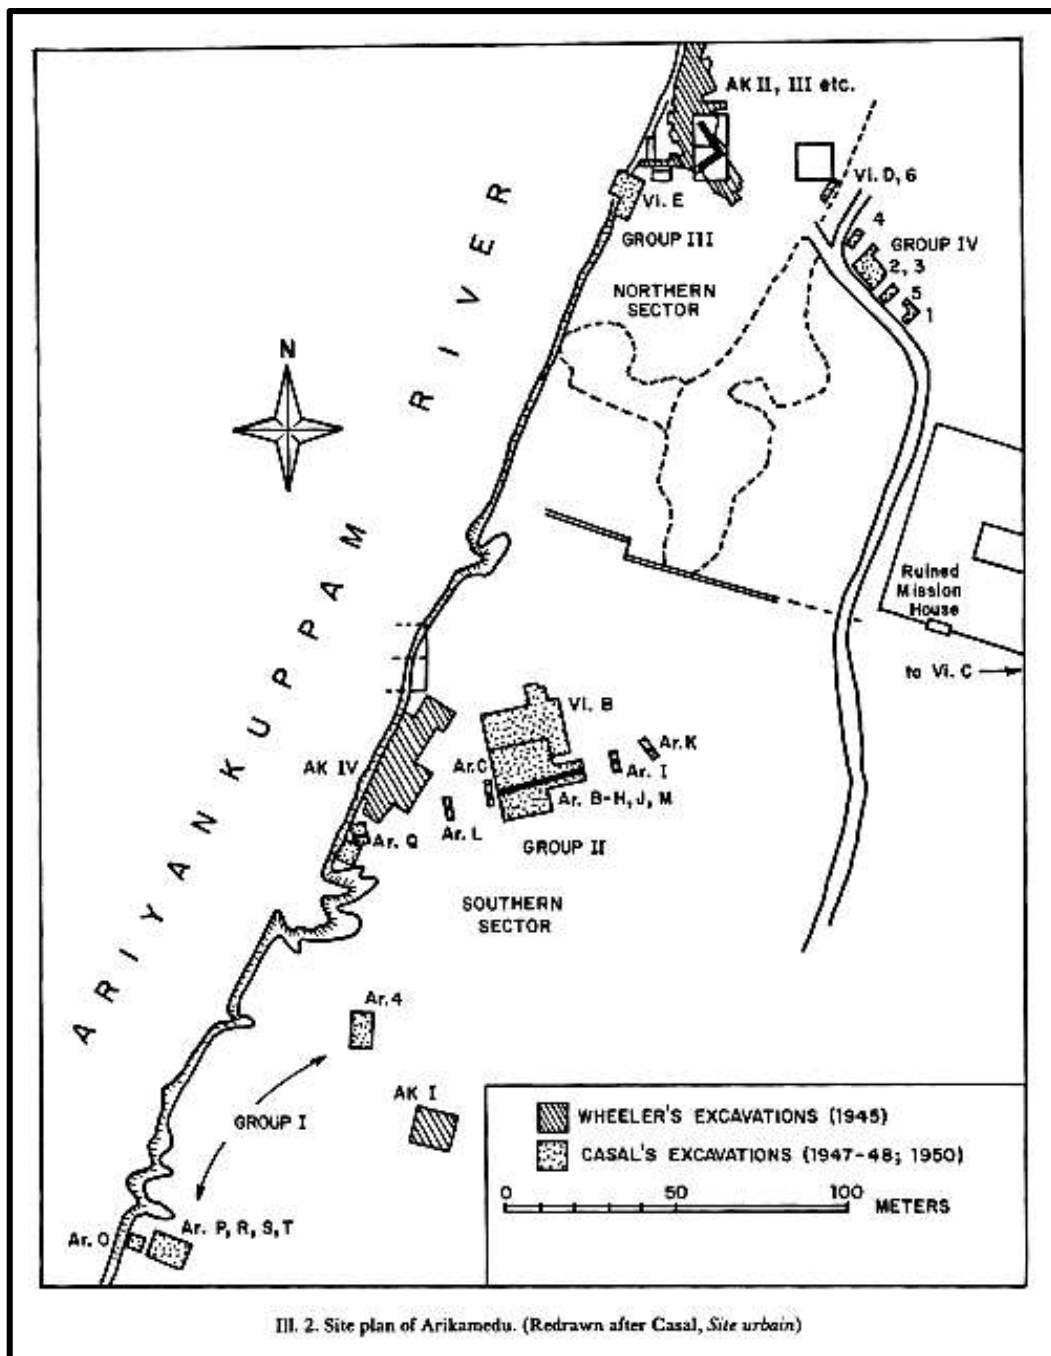 AK II, III etc.
Vi. D, 6
Vi. E
4
GROUP III
GROUP IV
2, 3
NORTHERN
SECTOR
5
1
N
ARIYANKUPPAM RIVER
Ruined
Mission
House
to Vi. C
Vi. B
Ar. K
AK IV
Ar. C
Ar. I
Ar. B-H, J, M
Ar. L
Ar. Q
GROUP II
SOUTHERN
SECTOR
Ar. 4
AK I
GROUP I
WHEELER'S EXCAVATIONS (1945)
CASAL'S EXCAVATIONS (1947-48; 1950)
0 50 100
METERS
Ar. O
Ar. P, R, S, T
Ill. 2. Site plan of Arikamedu. (Redrawn after Casal, Site urbain)